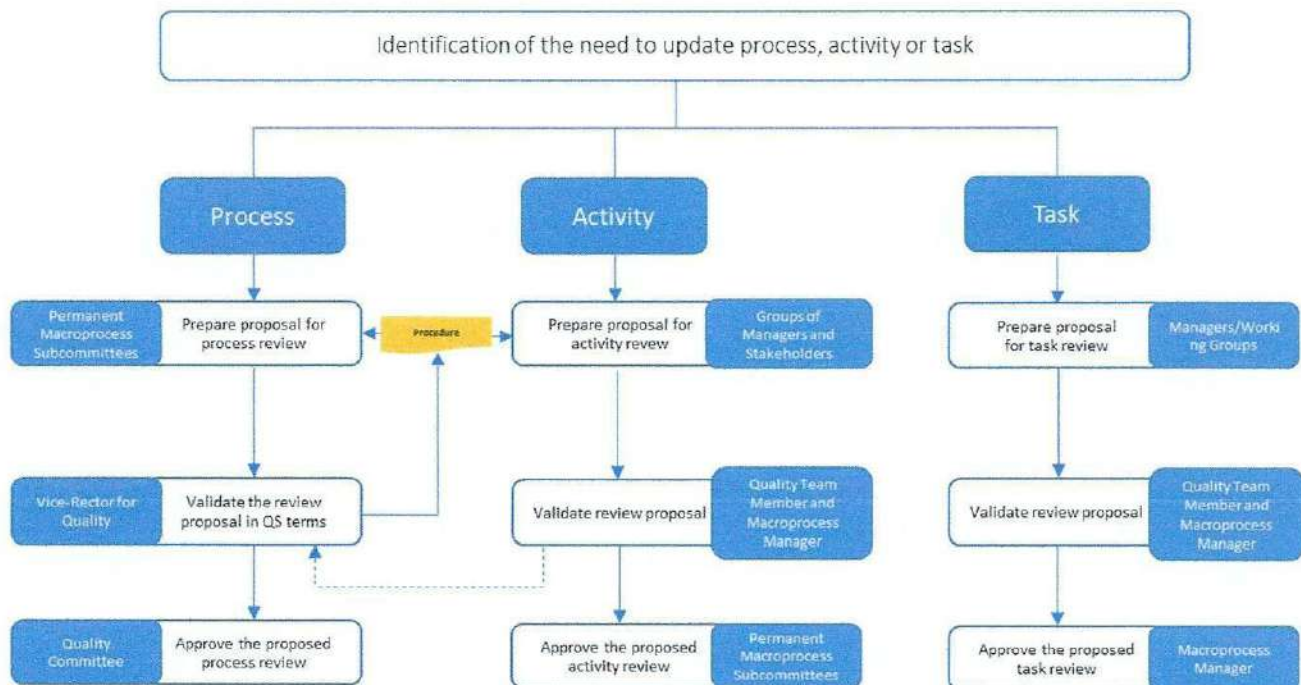 Identification of the need to update process, activity or task
Process
Activity
Task
Permanent
Macroprocess
Subcommittees
Prepare proposal for
process review
Procedure
Prepare proposal for
activity revew
Groups of
Managers and
Stakeholders
Prepare proposal
for task review
Managers/Worki
ng Groups
Vice-Rector for
Quality
Validate the review
proposal in QS terms
Validate review proposal
Quality Team
Member and
Macroprocess
Manager
Validate review proposal
Quality Team
Member and
Macroprocess
Manager
Quality
Committee
Approve the proposed
process review
Approve the proposed
activity review
Permanent
Macroprocess
Subcommittees
Approve the proposed
task review
Macroprocess
Manager